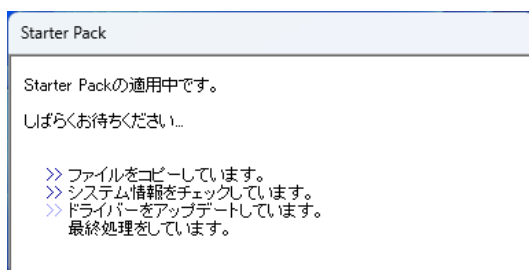 Starter Pack
Starter Packの適用中です。
しばらくお待ちください...
>> ファイルをコピーしています。
>> システム情報をチェックしています。
>> ドライバーをアップデートしています。
最終処理をしています。